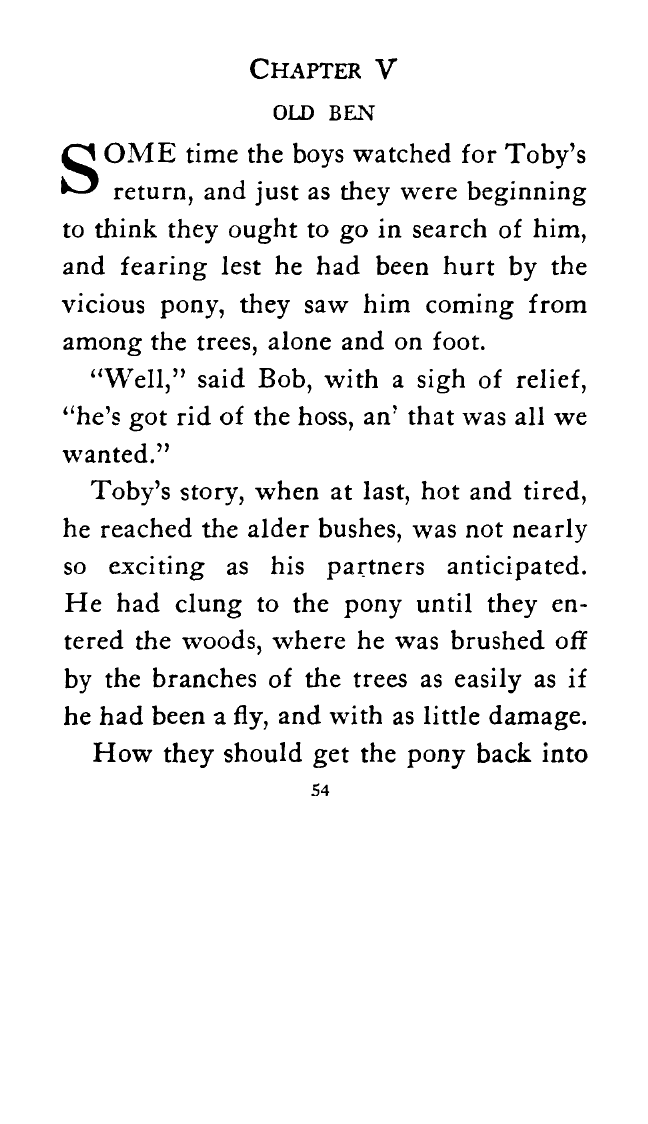 CHAPTER V
OLD BEN
SOME time the boys watched for Toby's
return, and just as they were beginning
to think they ought to go in search of him,
and fearing lest he had been hurt by the
vicious pony, they saw him coming from
among the trees, alone and on foot.
"Well," said Bob, with a sigh of relief,
"he's got rid of the hoss, an' that was all we
wanted."
Toby's story, when at last, hot and tired,
he reached the alder bushes, was not nearly
so exciting as his partners anticipated.
He had clung to the pony until they en-
tered the woods, where he was brushed off
by the branches of the trees as easily as if
he had been a fly, and with as little damage.
How they should get the pony back into
54